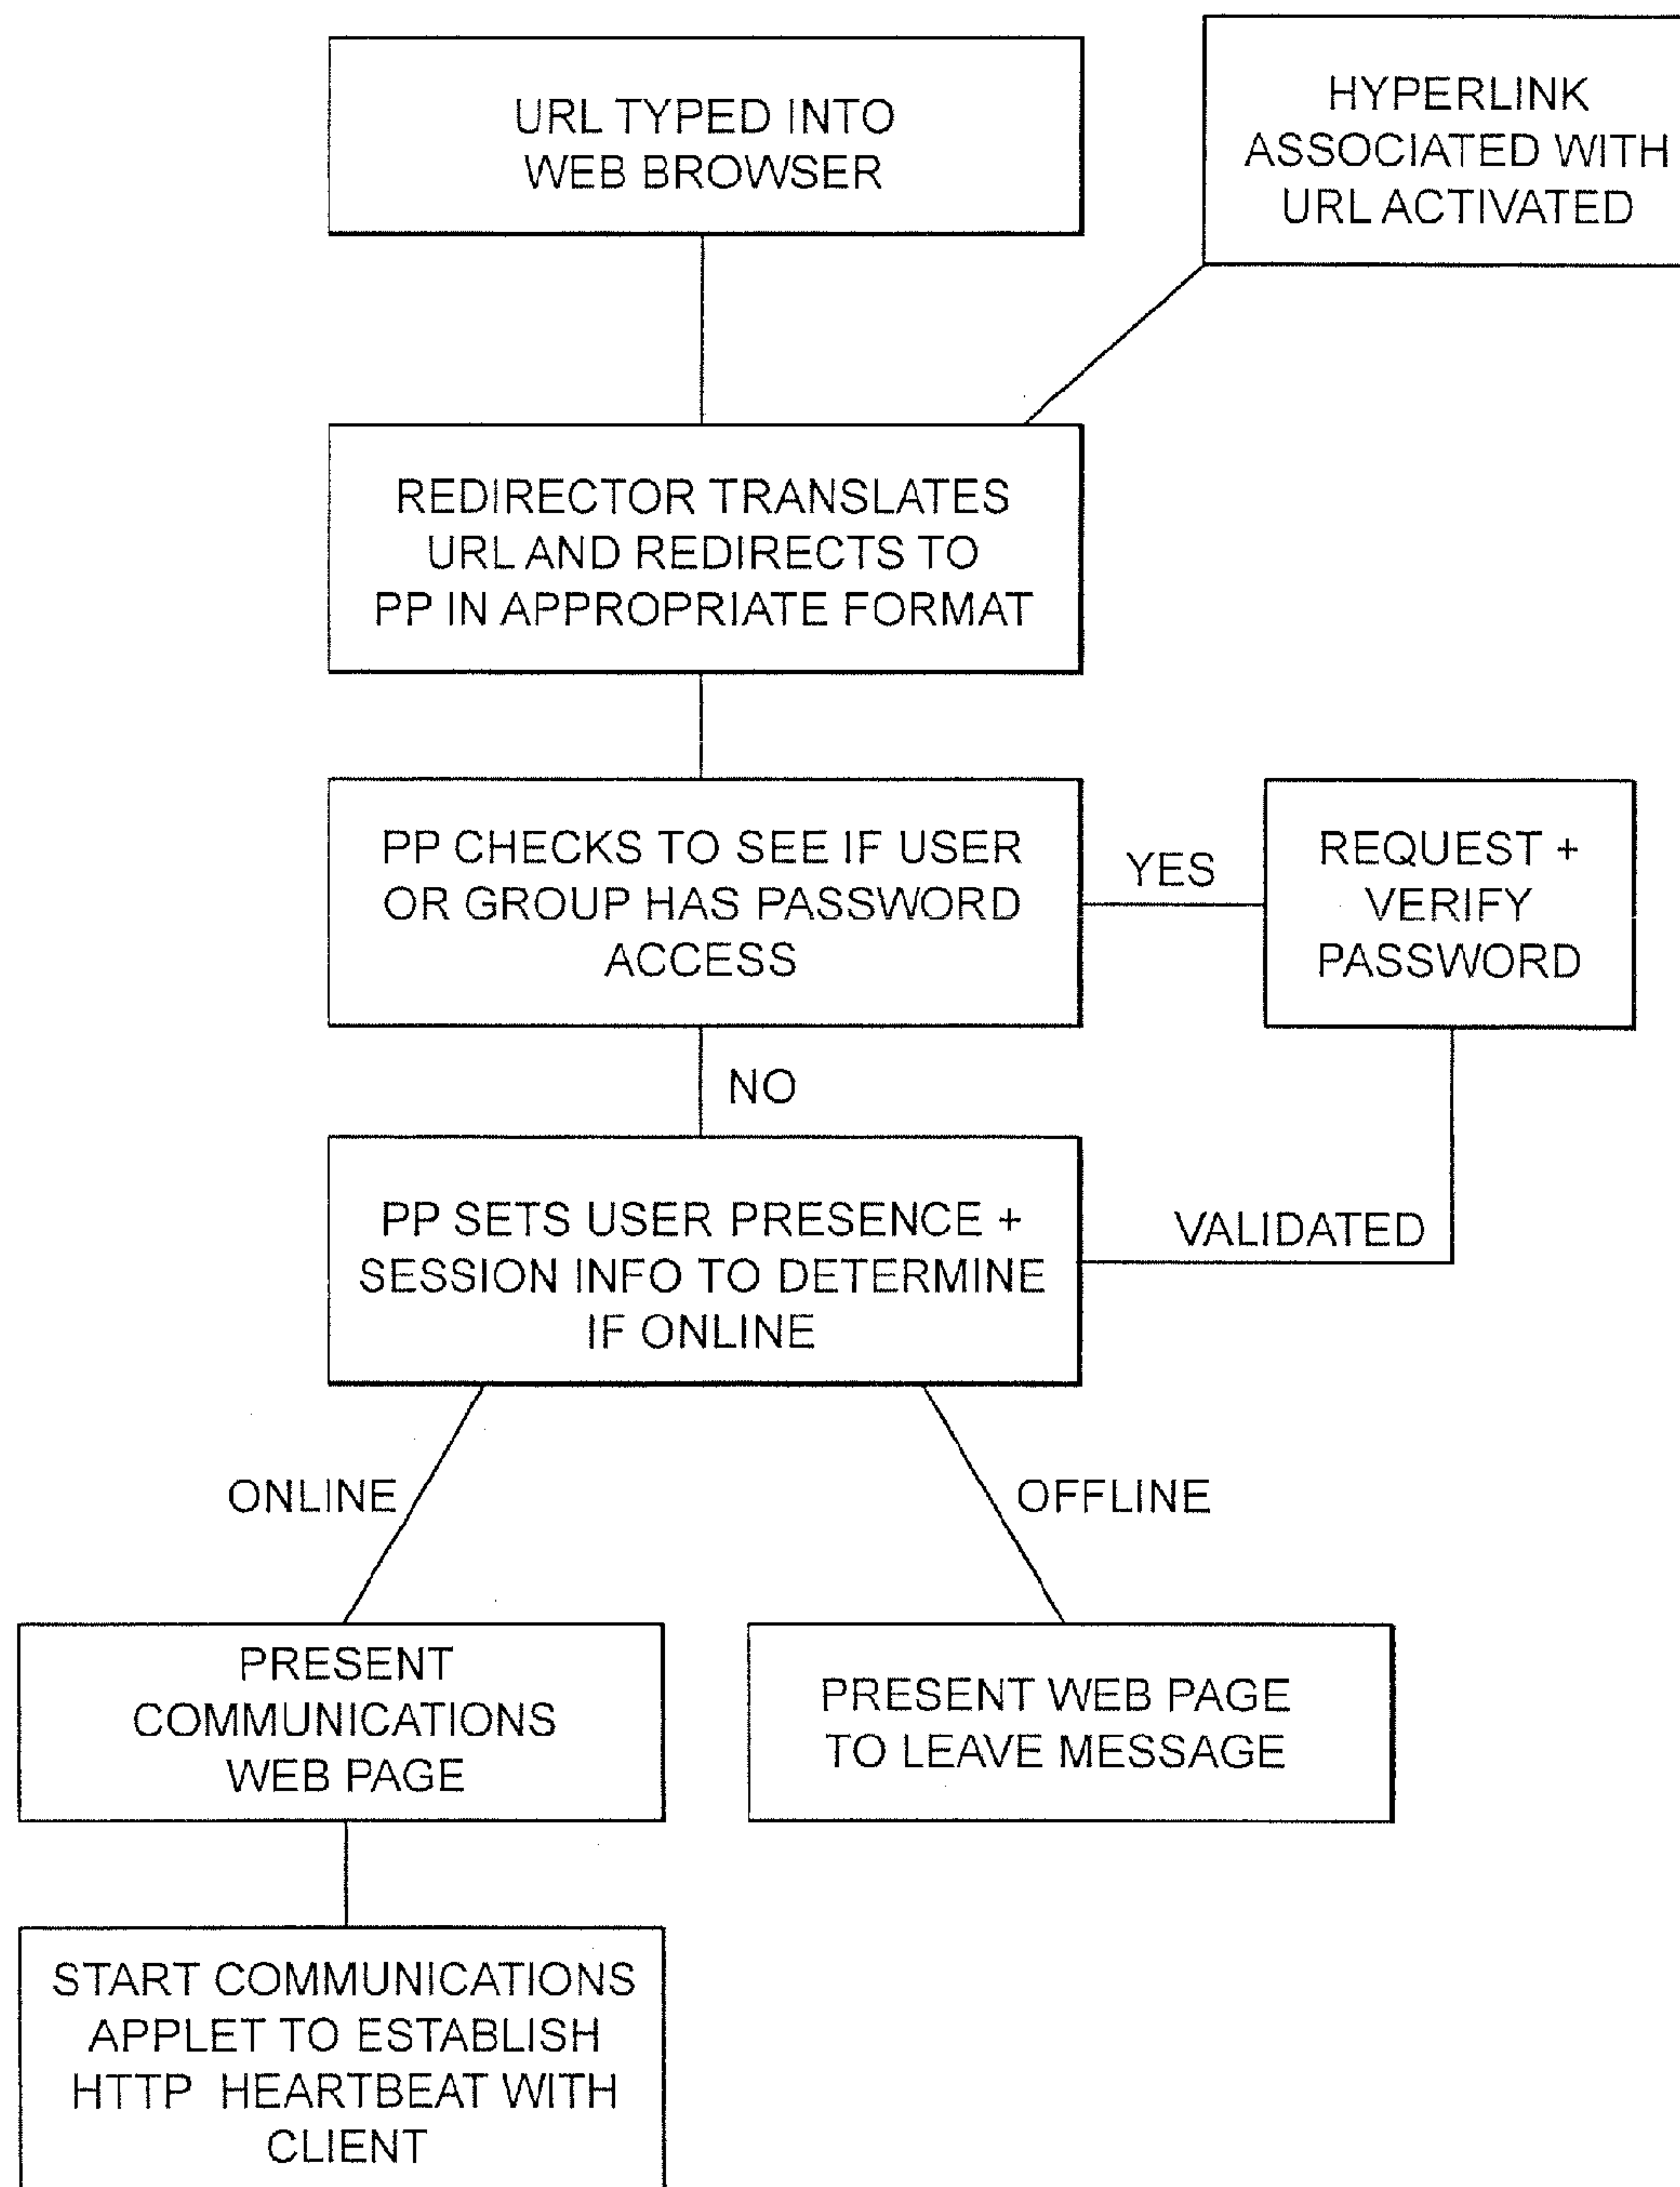 URL TYPED INTO
WEB BROWSER
HYPERLINK
ASSOCIATED WITH
URL ACTIVATED
REDIRECTOR TRANSLATES
URL AND REDIRECTS TO
PP IN APPROPRIATE FORMAT
PP CHECKS TO SEE IF USER
OR GROUP HAS PASSWORD
ACCESS
YES
REQUEST +
VERIFY
PASSWORD
NO
PP SETS USER PRESENCE +
SESSION INFO TO DETERMINE
IF ONLINE
VALIDATED
ONLINE
OFFLINE
PRESENT
COMMUNICATIONS
WEB PAGE
PRESENT WEB PAGE
TO LEAVE MESSAGE
START COMMUNICATIONS
APPLET TO ESTABLISH
HTTP HEARTBEAT WITH
CLIENT